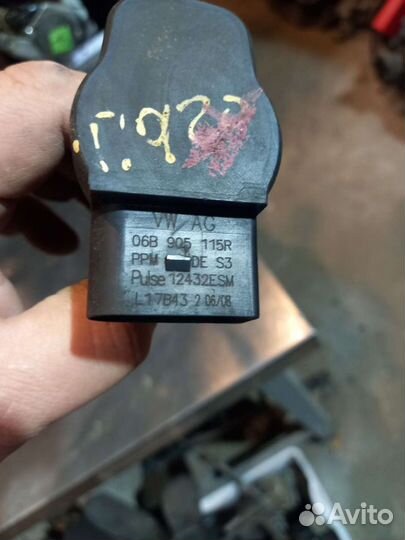 VW AG
06B 905 115R
PPM DE S3
Pulse 12432ESM
L17B43 2 06/08
Avito